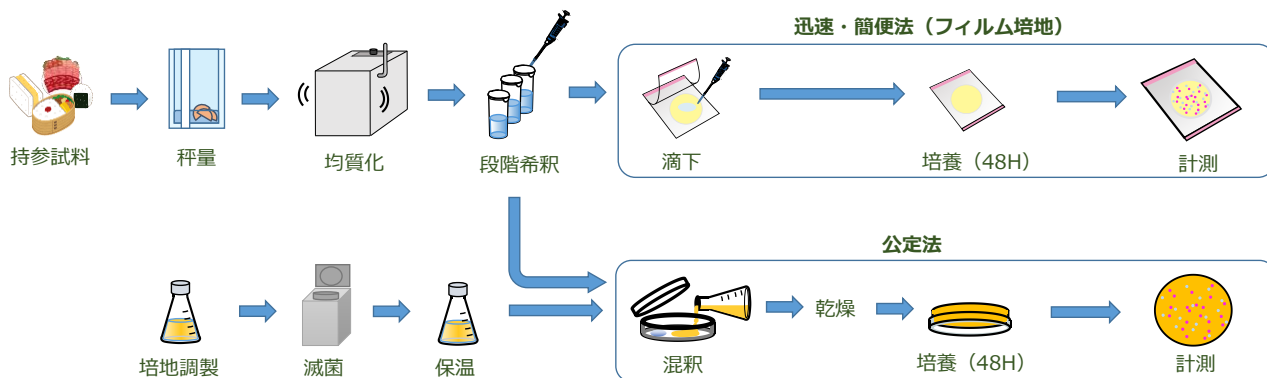 迅速・簡便法（フィルム培地）
持参試料
秤量
均質化
段階希釈
滴下
培養（48H）
計測
公定法
培地調製
滅菌
保温
混釈
乾燥
培養（48H）
計測